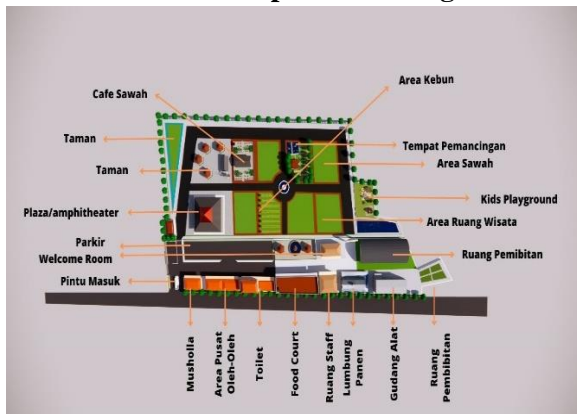 Cafe Sawah
Taman
Taman
Plaza/amphitheater
Parkir
Welcome Room
Pintu Masuk
Area Kebun
Tempat Pemancingan
Area Sawah
Kids Playground
Area Ruang Wisata
Ruang Pemibitan
Musholla
Area Pusat
Oleh-Oleh
Toilet
Food Court
Ruang Staff
Lumbung
Panen
Gudang Alat
Ruang
Pembibitan